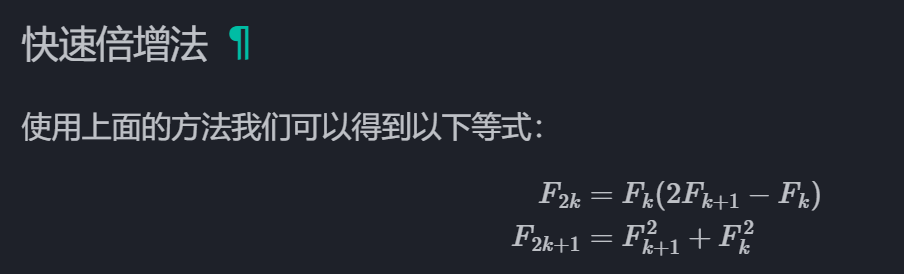 快速倍增法 ¶
使用上面的方法我们可以得到以下等式：
F_{2k} = F_k(2F_{k+1} − F_k)
F_{2k+1} = F_{k+1}^2 + F_k^2